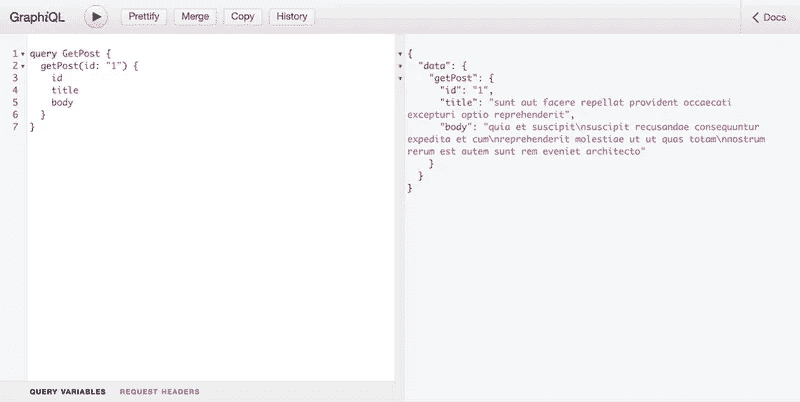 GraphiQL Prettify Merge Copy History Docs
1 query GetPost {
2 getPost(id: "1") {
3 id
4 title
5 body
6 }
7 }
{
"data": {
"getPost": {
"id": "1",
"title": "sunt aut facere repellat provident occaecati
excepturi optio reprehenderit",
"body": "quia et suscipit\nsuscipit recusandae consequuntur
expedita et cum\nreprehenderit molestiae ut ut quas totam\nnostrum
rerum est autem sunt rem eveniet architecto"
}
}
}
QUERY VARIABLES REQUEST HEADERS